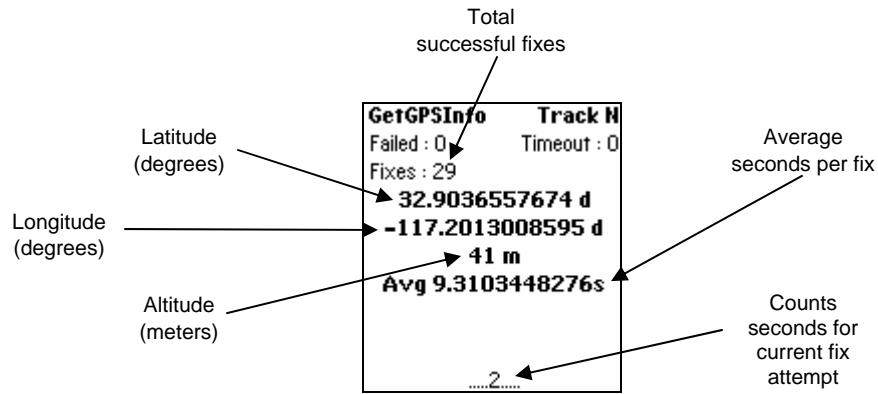 Total
successful fixes
GetGPSInfo Track N
Failed : 0 Timeout : 0
Fixes : 29
32.9036557674 d
-117.2013008595 d
41 m
Avg 9.3103448276s
.....2.....
Latitude
(degrees)
Longitude
(degrees)
Altitude
(meters)
Average
seconds per fix
Counts
seconds for
current fix
attempt